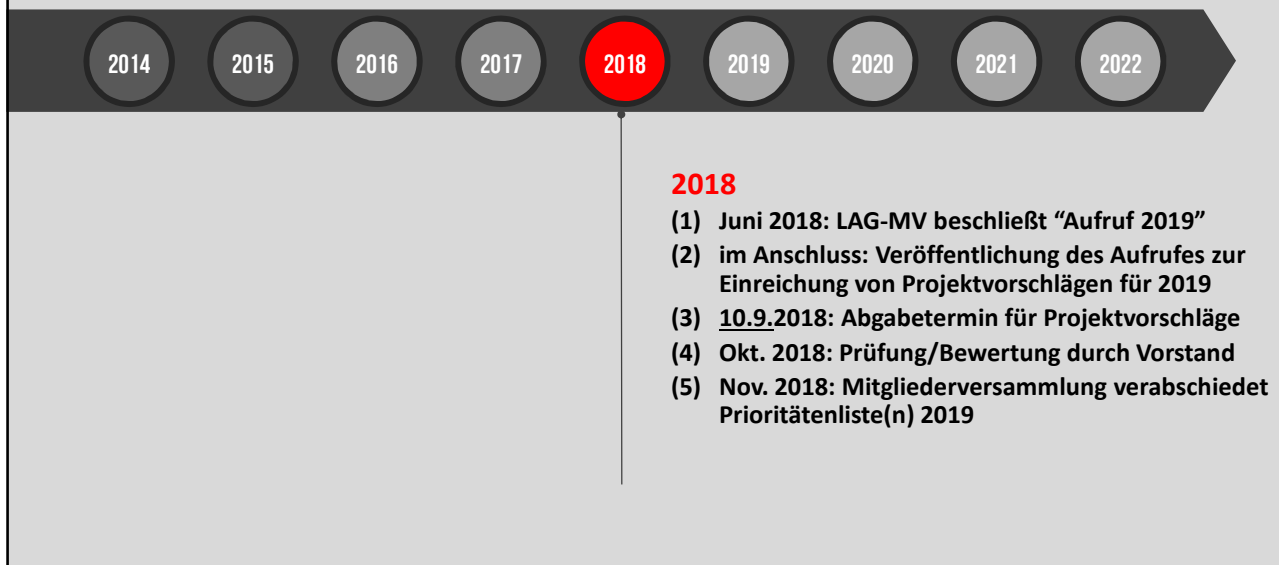 2014 2015 2016 2017 2018 2019 2020 2021 2022
2018
(1) Juni 2018: LAG-MV beschließt “Aufruf 2019”
(2) im Anschluss: Veröffentlichung des Aufrufes zur
Einreichung von Projektvorschlägen für 2019
(3) 10.9.2018: Abgabetermin für Projektvorschläge
(4) Okt. 2018: Prüfung/Bewertung durch Vorstand
(5) Nov. 2018: Mitgliederversammlung verabschiedet
Prioritätenliste(n) 2019